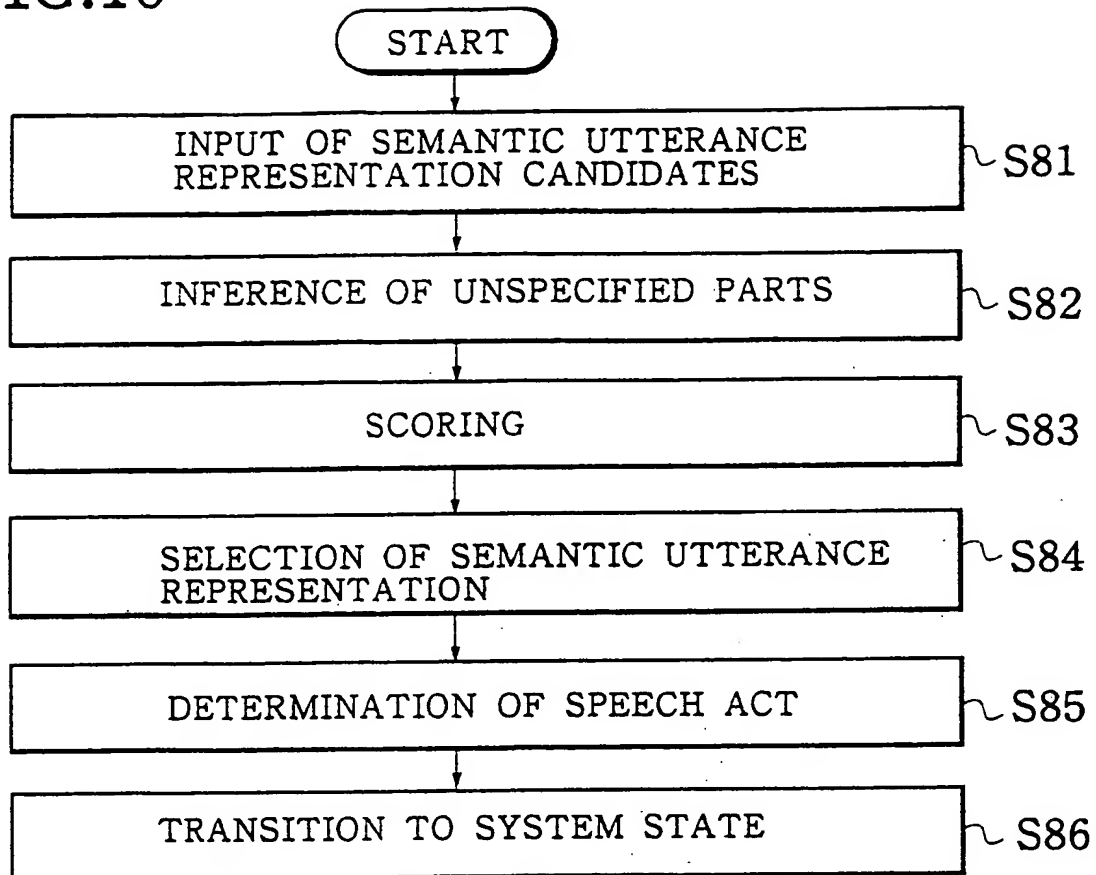 START
INPUT OF SEMANTIC UTTERANCE
REPRESENTATION CANDIDATES
S81
INFERENCE OF UNSPECIFIED PARTS
S82
SCORING
S83
SELECTION OF SEMANTIC UTTERANCE
REPRESENTATION
S84
DETERMINATION OF SPEECH ACT
S85
TRANSITION TO SYSTEM STATE
S86